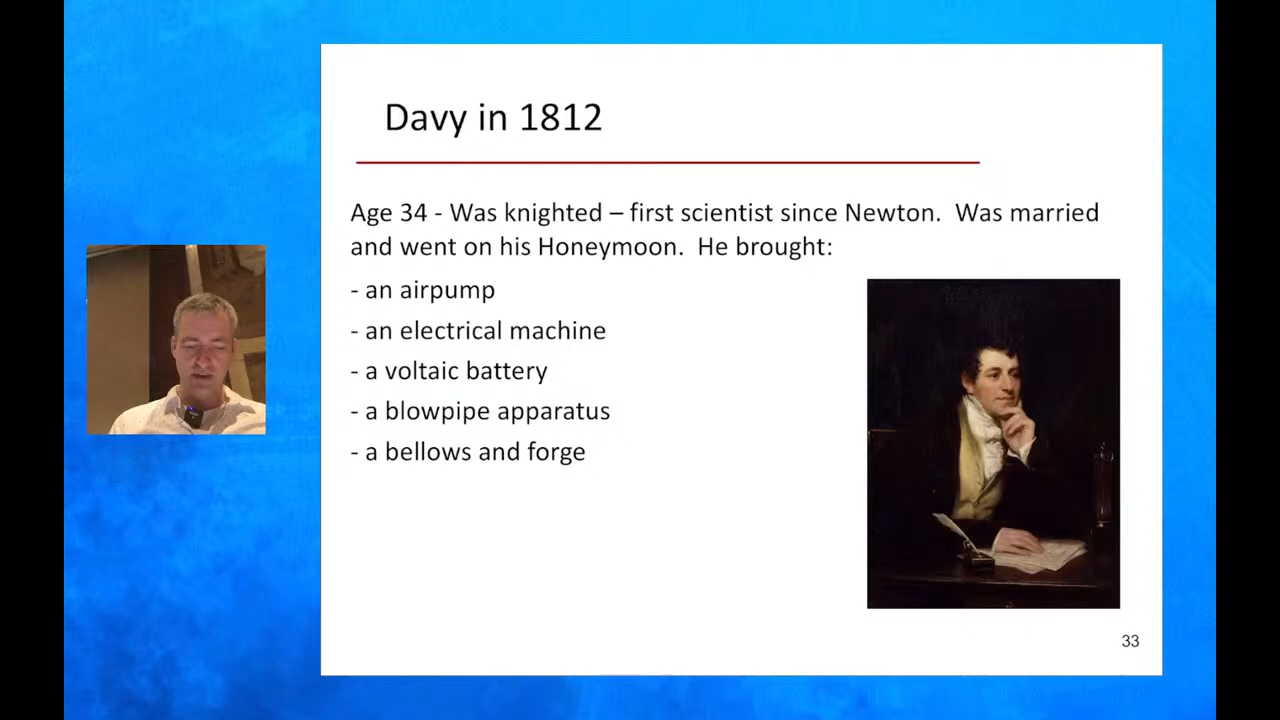 Davy in 1812
Age 34 - Was knighted – first scientist since Newton.  Was married
and went on his Honeymoon.  He brought:
- an airpump
- an electrical machine
- a voltaic battery
- a blowpipe apparatus
- a bellows and forge
33